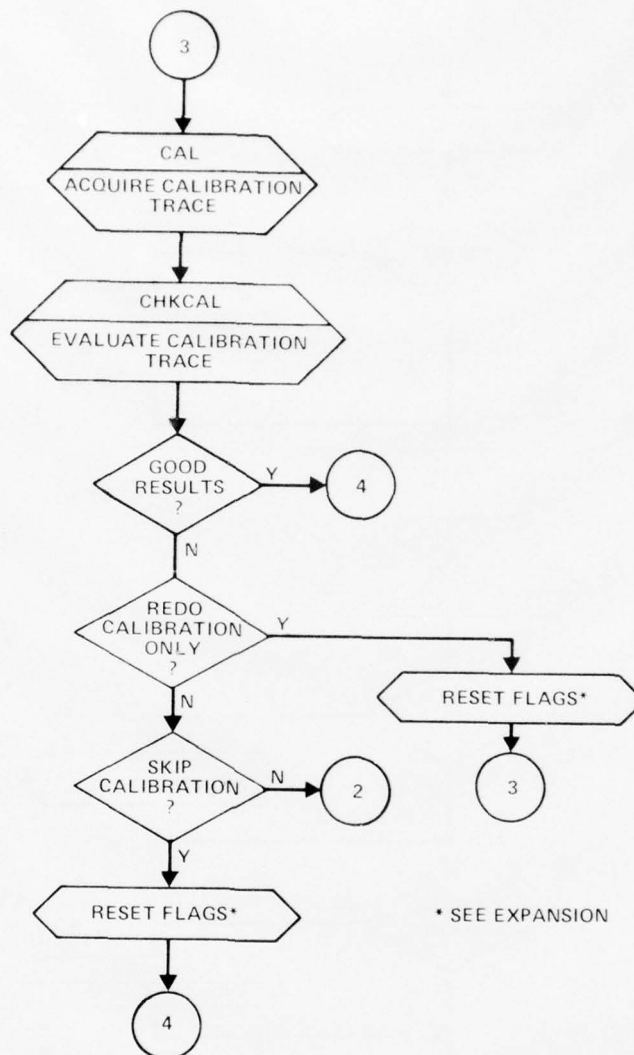 3
CAL
ACQUIRE CALIBRATION
TRACE
CHKCAL
EVALUATE CALIBRATION
TRACE
GOOD
RESULTS
?
Y
4
N
REDO
CALIBRATION
ONLY
?
Y
RESET FLAGS*
3
N
SKIP
CALIBRATION
?
N
2
Y
RESET FLAGS*
* SEE EXPANSION
4